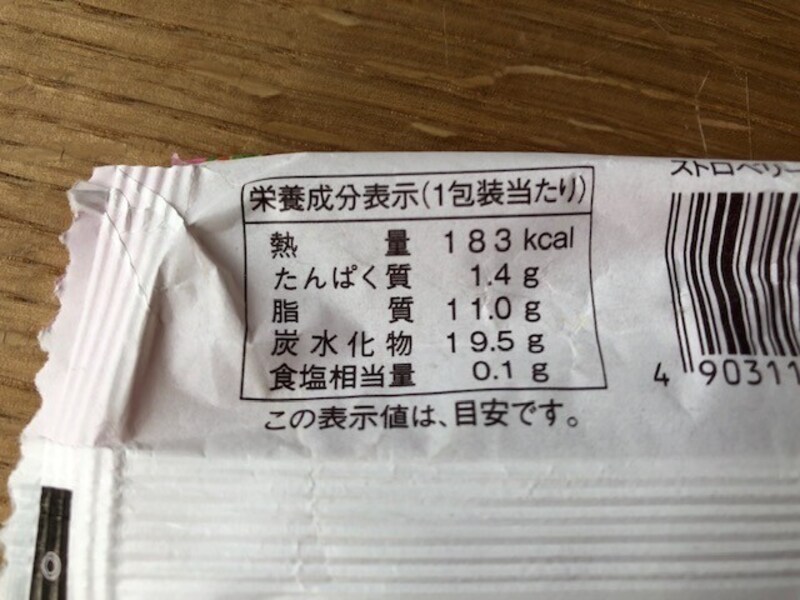 栄養成分表示(1包装当たり)
熱量 183 kcal
たんぱく質 1.4 g
脂質 11.0 g
炭水化物 19.5 g
食塩相当量 0.1 g
この表示値は、目安です。
ストロベリー
4 90311